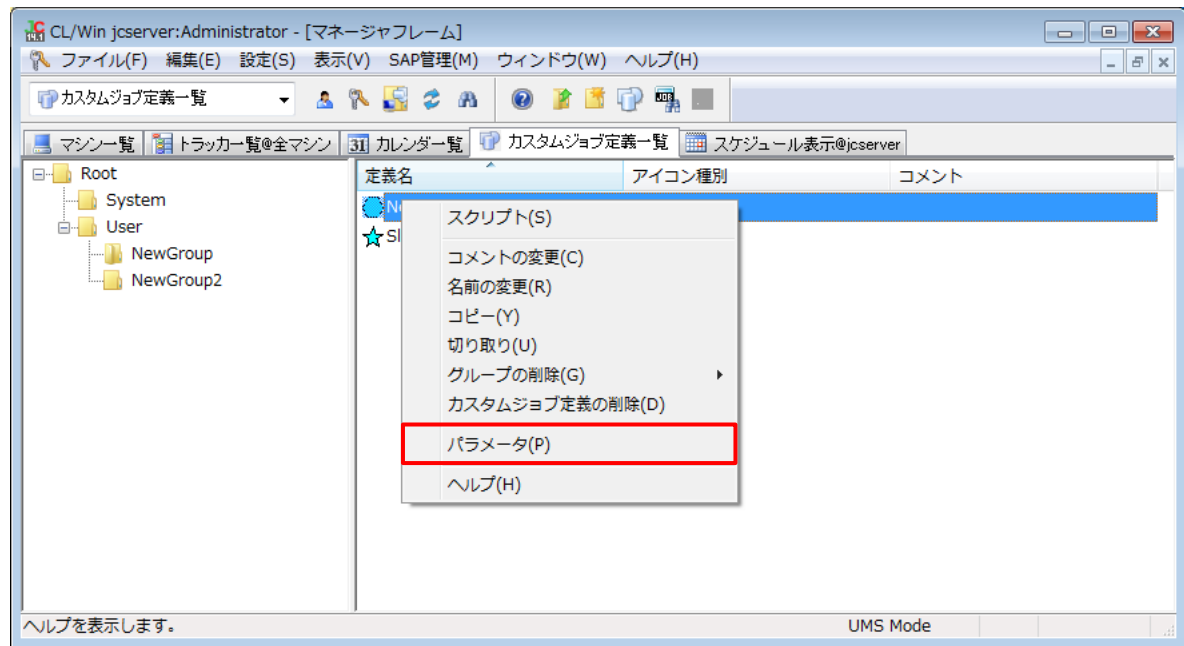 CL/Win jcserver:Administrator - [マネージャフレーム]
ファイル(F) 編集(E) 設定(S) 表示(V) SAP管理(M) ウィンドウ(W) ヘルプ(H)
カスタムジョブ定義一覧
マシン一覧 トラッカ一覧@全マシン 31 カレンダ一覧 カスタムジョブ定義一覧 スケジュール表示@jcserver
Root
System
User
NewGroup
NewGroup2
定義名 アイコン種別 コメント
スクリプト(S)
コメントの変更(C)
名前の変更(R)
コピー(Y)
切り取り(U)
グループの削除(G)
カスタムジョブ定義の削除(D)
パラメータ(P)
ヘルプ(H)
ヘルプを表示します。 UMS Mode